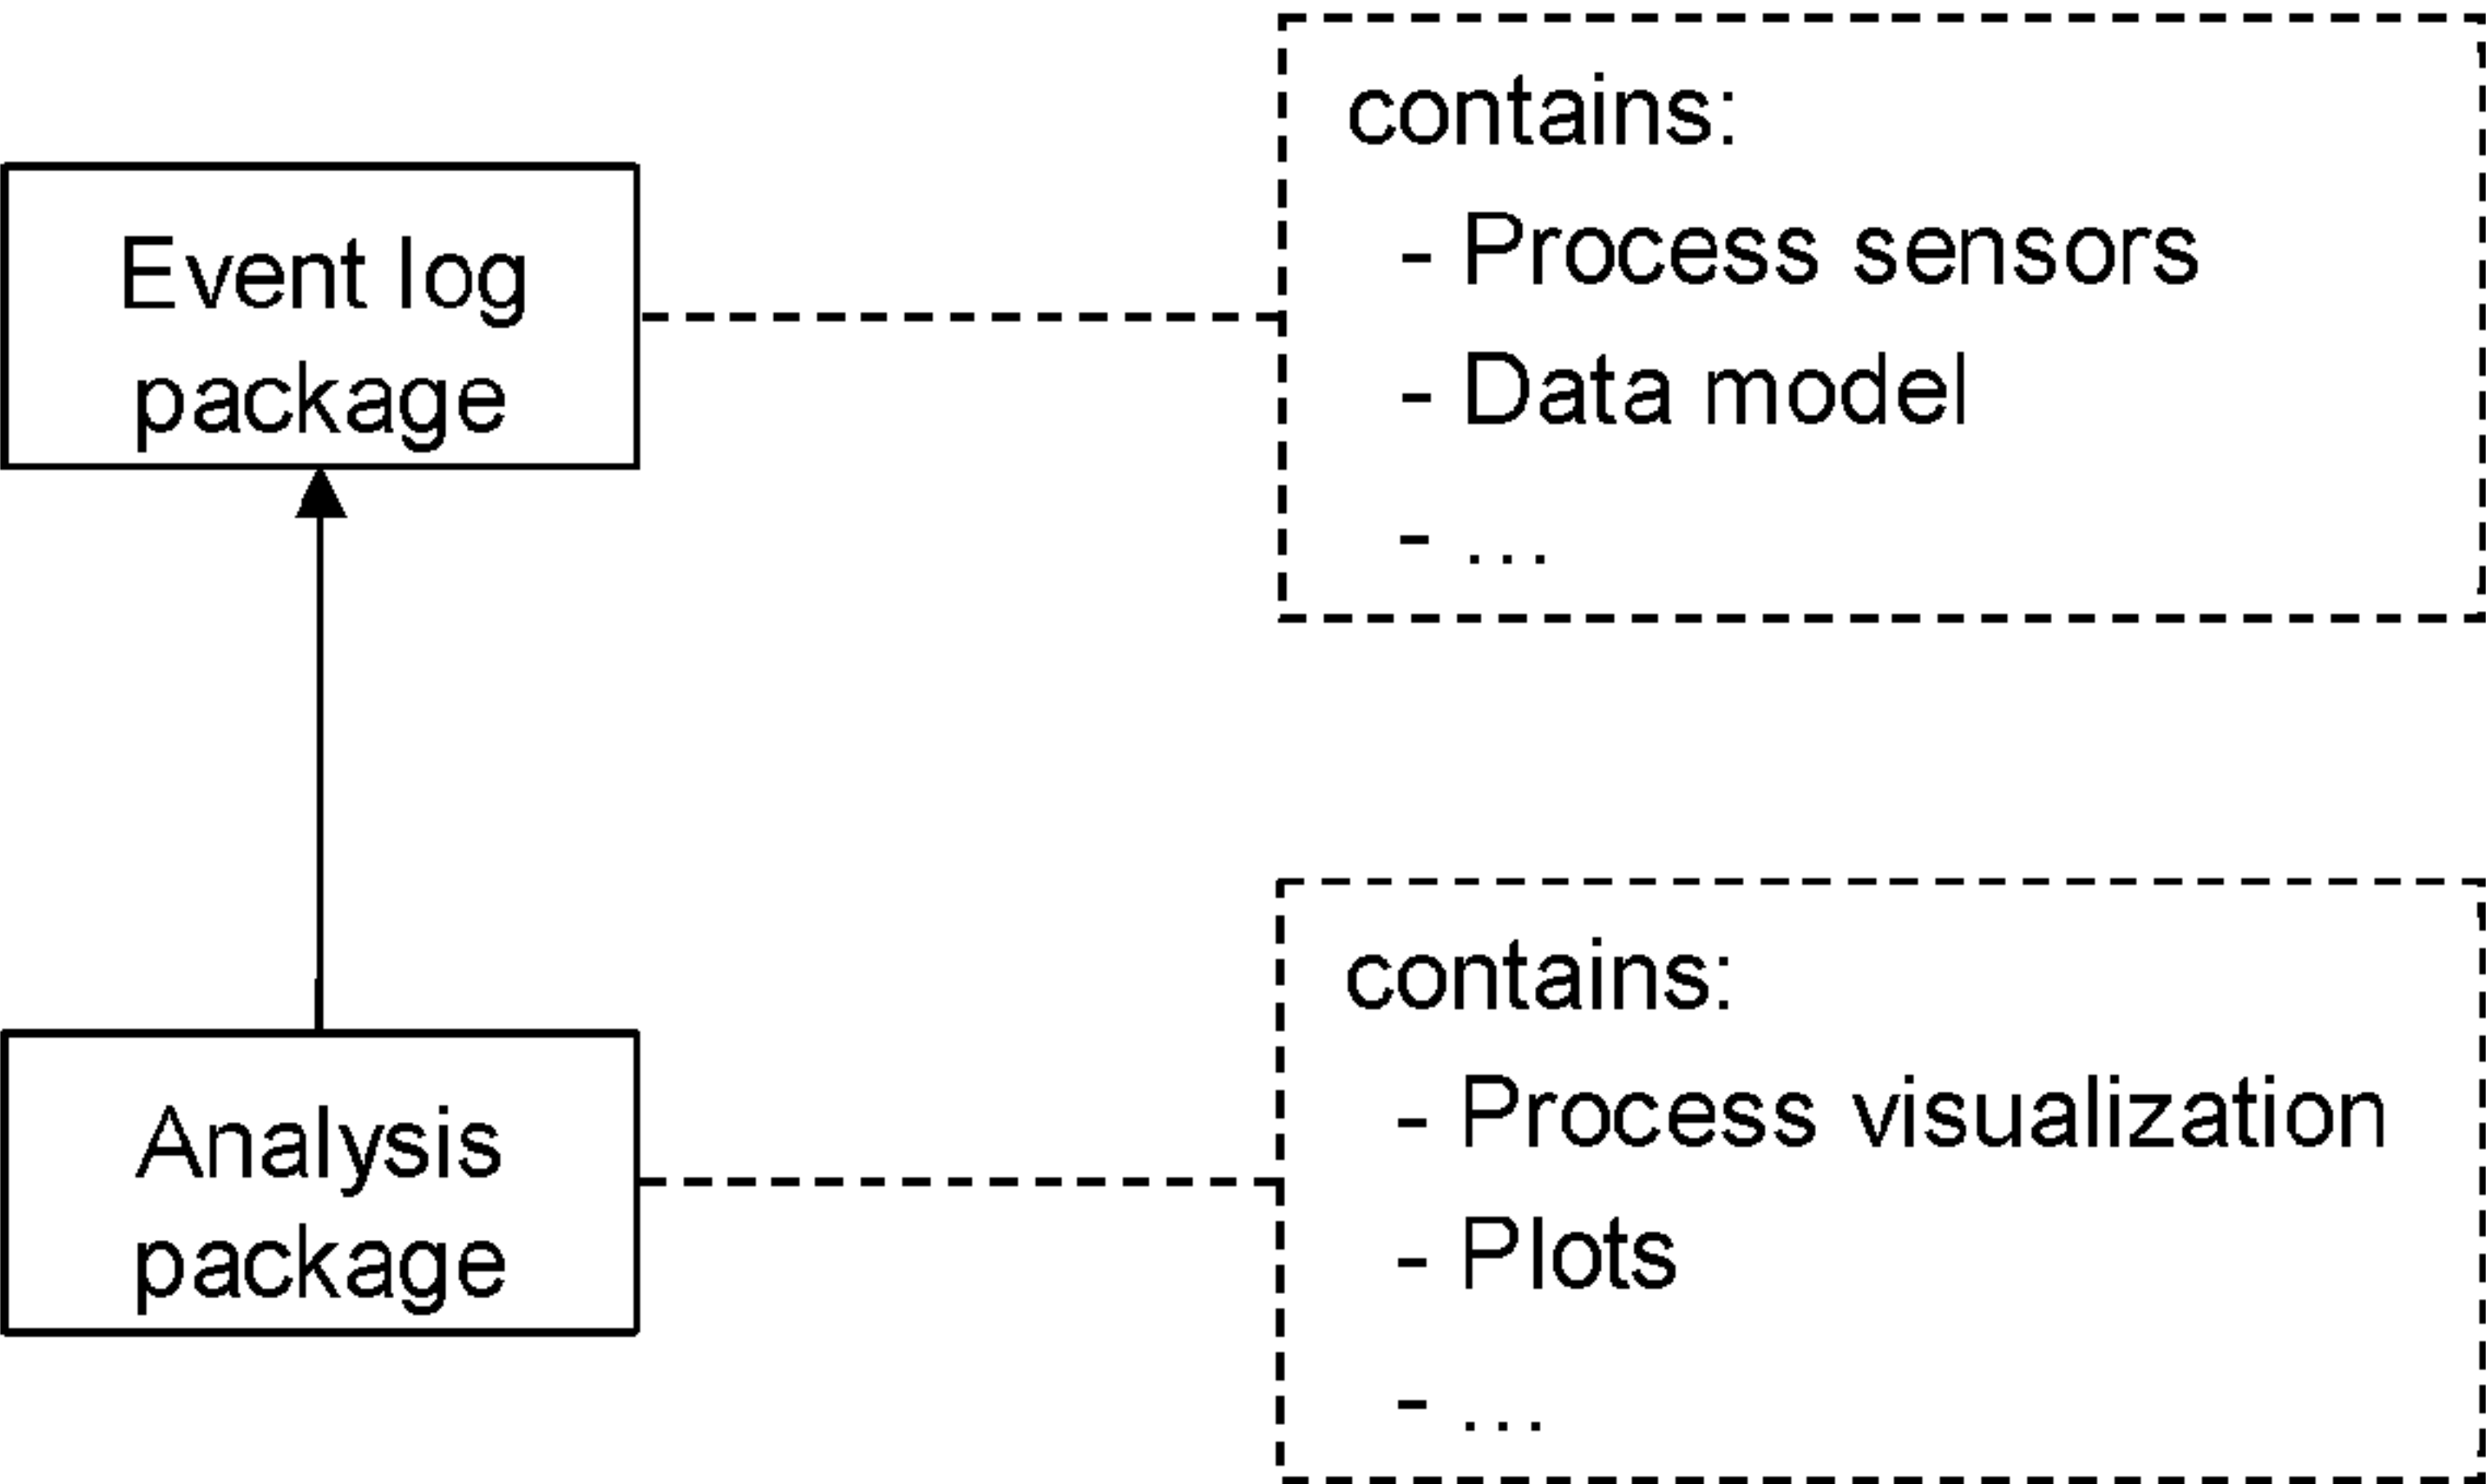 Event log
package
contains:
- Process sensors
- Data model
- ...
Analysis
package
contains:
- Process visualization
- Plots
- ...